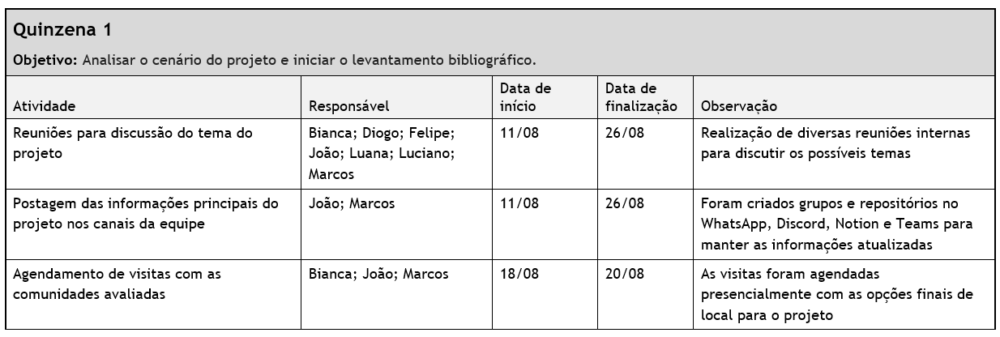 Quinzena 1
Objetivo: Analisar o cenário do projeto e iniciar o levantamento bibliográfico.
Atividade
Responsável
Data de
início
Data de
finalização
Observação
Reuniões para discussão do tema do
projeto
Bianca; Diogo; Felipe;
João; Luana; Luciano;
Marcos
11/08
26/08
Realização de diversas reuniões internas
para discutir os possíveis temas
Postagem das informações principais do
projeto nos canais da equipe
João; Marcos
11/08
26/08
Foram criados grupos e repositórios no
WhatsApp, Discord, Notion e Teams para
manter as informações atualizadas
Agendamento de visitas com as
comunidades avaliadas
Bianca; João; Marcos
18/08
20/08
As visitas foram agendadas
presencialmente com as opções finais de
local para o projeto